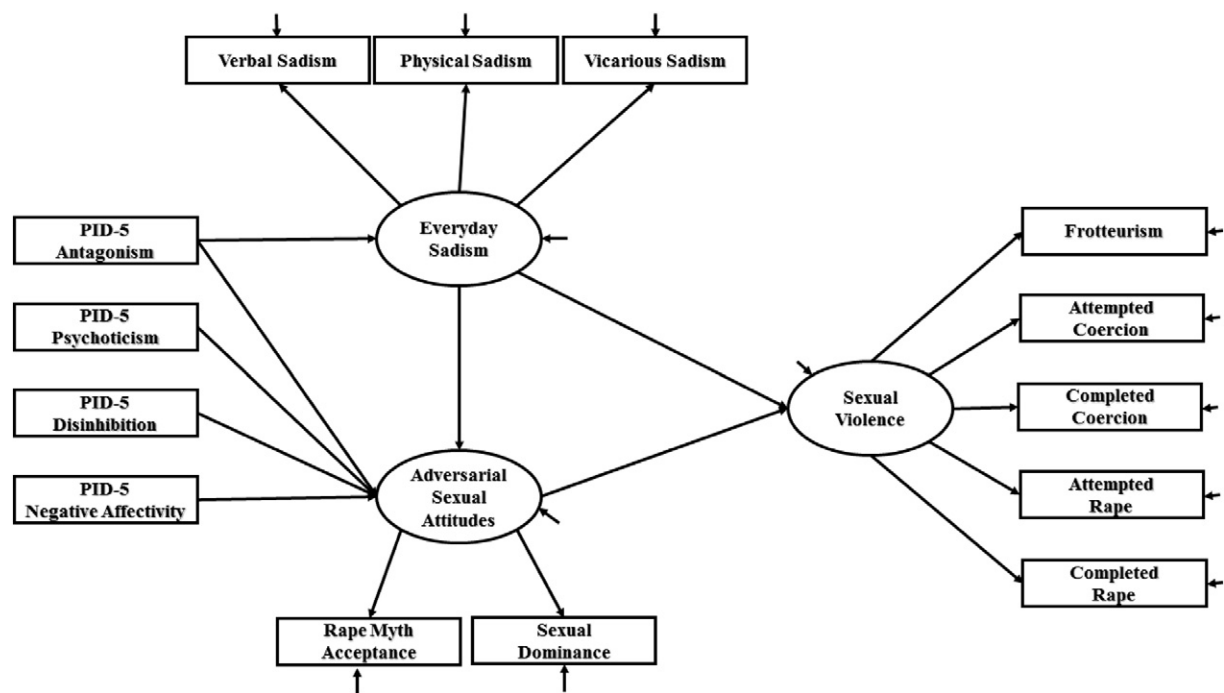 Verbal Sadism
Physical Sadism
Vicarious Sadism
PID-5
Antagonism
Everyday
Sadism
Frotteurism
PID-5
Psychoticism
Attempted
Coercion
PID-5
Disinhibition
Sexual
Violence
Completed
Coercion
PID-5
Negative Affectivity
Adversarial
Sexual
Attitudes
Attempted
Rape
Completed
Rape
Rape Myth
Acceptance
Sexual
Dominance